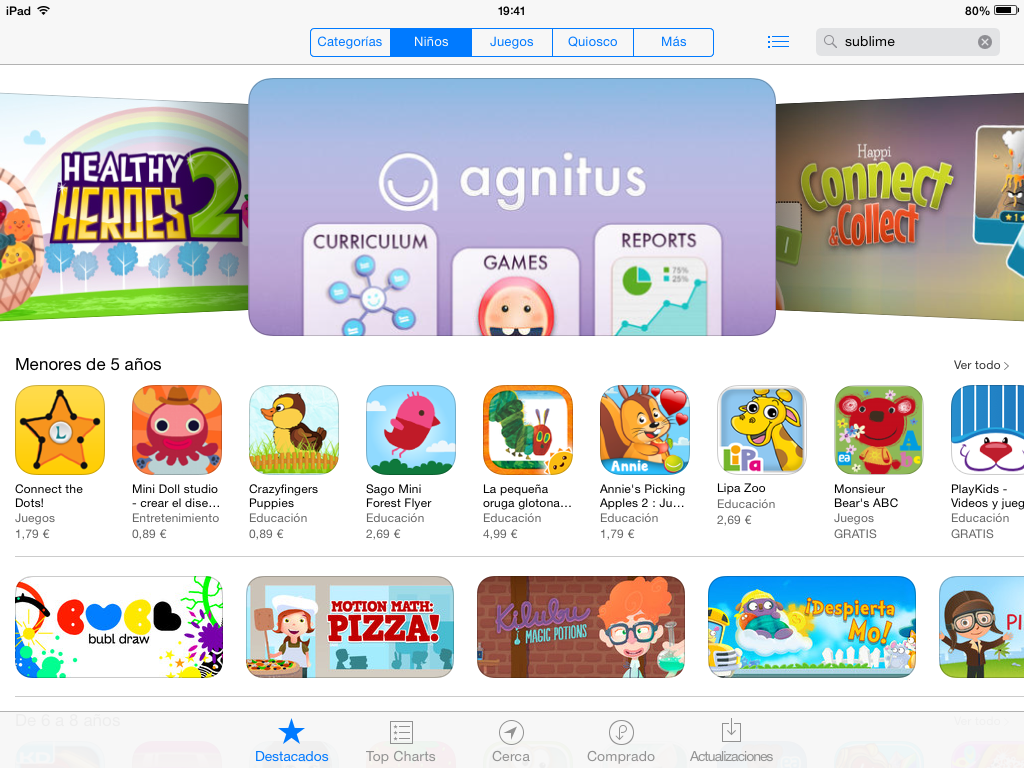 iPad 19:41 80%
Categorías Niños Juegos Quiosco Más sublime
HEALTHY
HEROES 2
agnitus
CURRICULUM
GAMES
REPORTS
75%
25%
Happi
Connect
& Collect
Menores de 5 años Ver todo
L
Annie
LiPa
ea
A
Connect the
Dots!
Juegos
1,79 €
Mini Doll studio
- crear el dise…
Entretenimiento
0,89 €
Crazyfingers
Puppies
Educación
0,89 €
Sago Mini
Forest Flyer
Educación
2,69 €
La pequeña
oruga glotona…
Educación
4,99 €
Annie's Picking
Apples 2 : Ju…
Educación
1,79 €
Lipa Zoo
Educación
2,69 €
Monsieur
Bear's ABC
Juegos
GRATIS
PlayKids -
Videos y jueg
Educación
GRATIS
BUBL
bubl draw
MOTION MATH:
PIZZA!
Kilubu
MAGIC POTIONS
¡Despierta
Mo!
PI
De 6 a 8 años Ver todo
Destacados Top Charts Cerca Comprado Actualizaciones